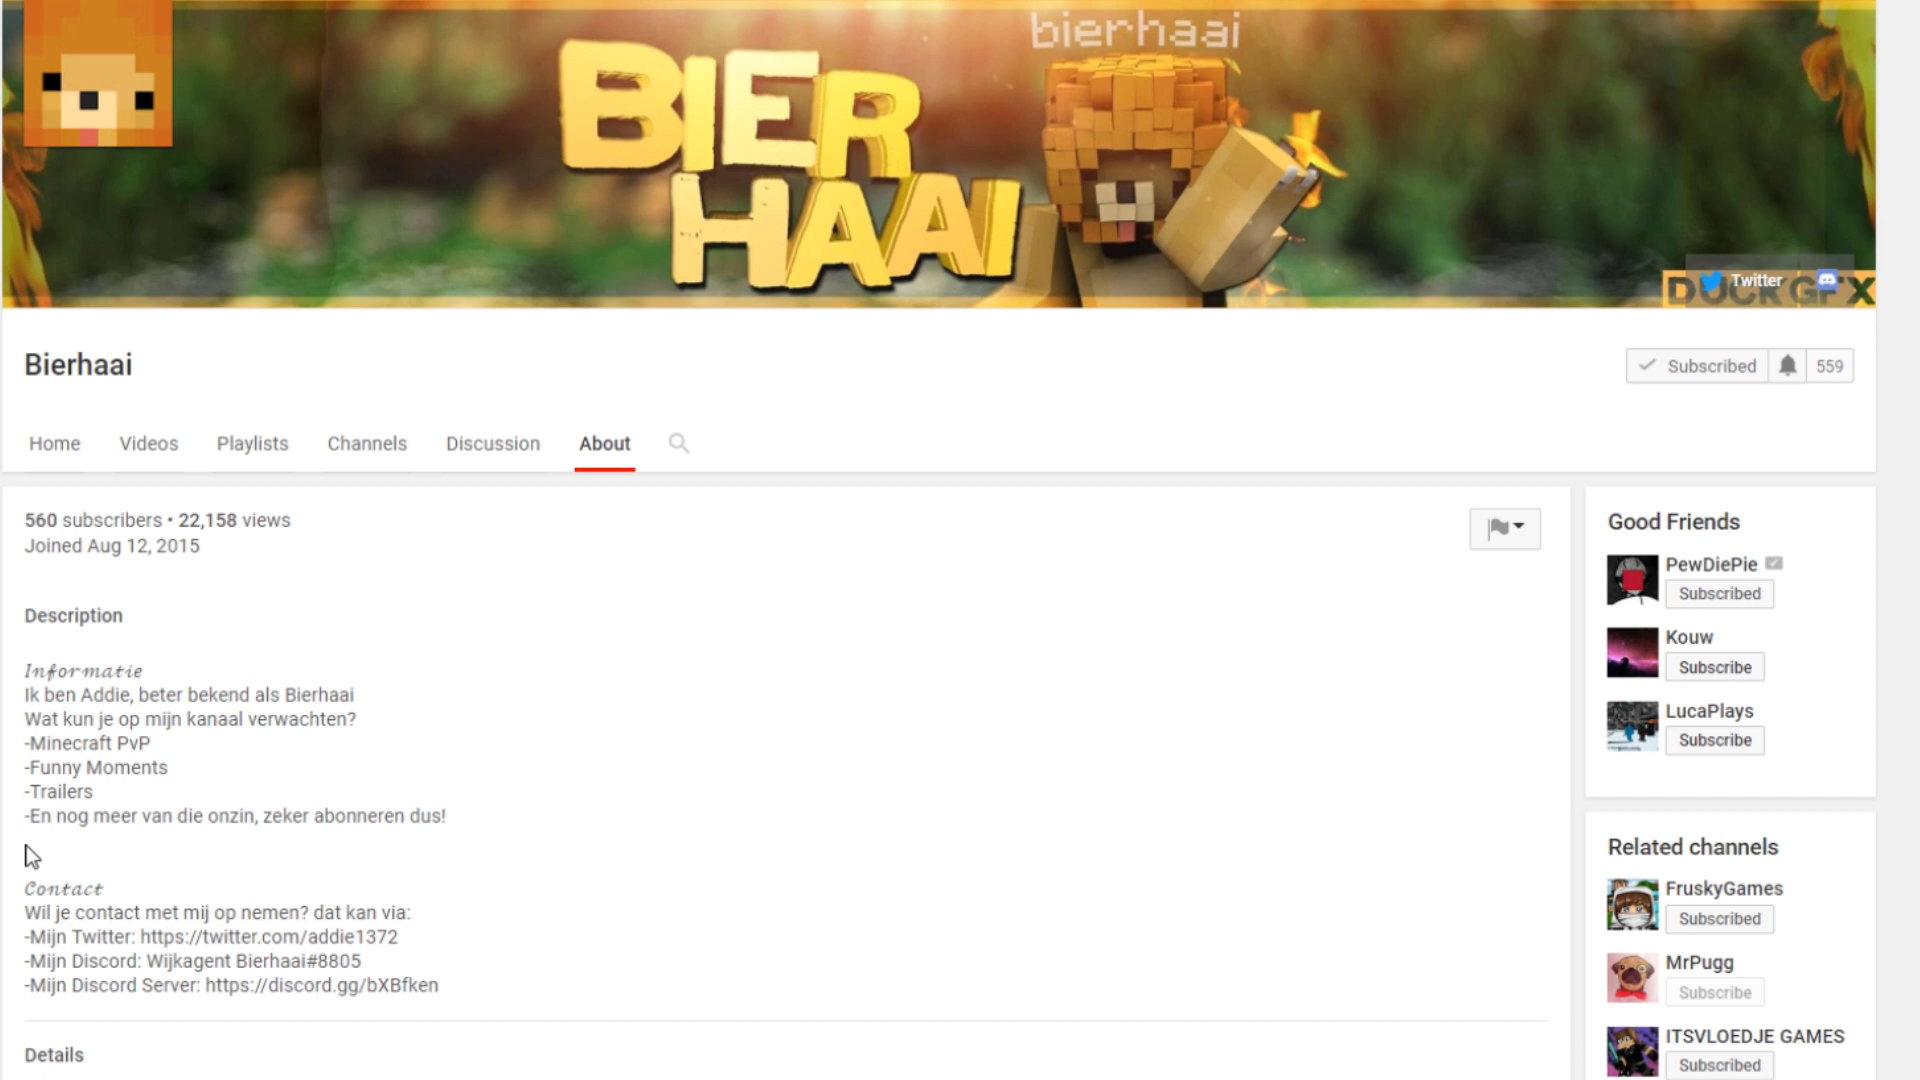 bierhaai
BIER
HAAI
Twitter
DUCK GFX
Bierhaai
Subscribed 559
Home Videos Playlists Channels Discussion About
560 subscribers • 22,158 views
Joined Aug 12, 2015
Description
Informatie
Ik ben Addie, beter bekend als Bierhaai
Wat kun je op mijn kanaal verwachten?
-Minecraft PvP
-Funny Moments
-Trailers
-En nog meer van die onzin, zeker abonneren dus!
Contact
Wil je contact met mij op nemen? dat kan via:
-Mijn Twitter: https://twitter.com/addie1372
-Mijn Discord: Wijkagent Bierhaai#8805
-Mijn Discord Server: https://discord.gg/bXBfken
Details
Good Friends
PewDiePie
Subscribed
Kouw
Subscribe
LucaPlays
Subscribe
Related channels
FruskyGames
Subscribed
MrPugg
Subscribe
ITSVLOEDJE GAMES
Subscribed